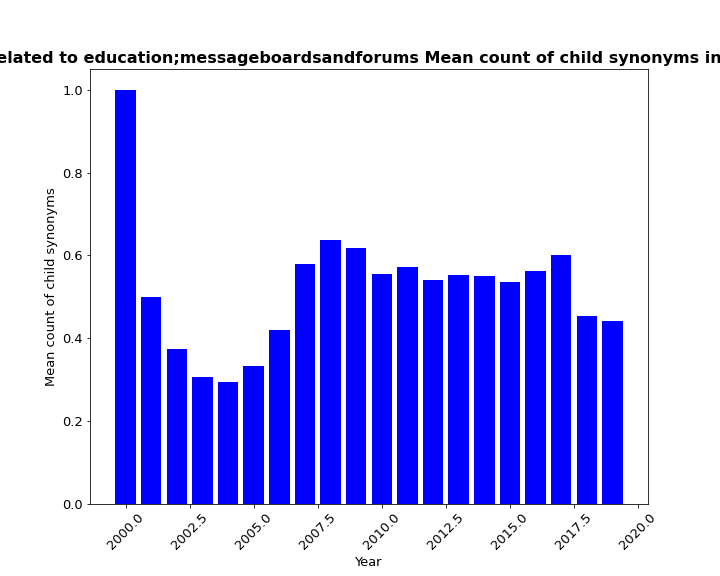 elated to education;messageboardsandforums Mean count of child synonyms in
Mean count of child synonyms
1.0
0.8
0.6
0.4
0.2
0.0
2000.0 2002.5 2005.0 2007.5 2010.0 2012.5 2015.0 2017.5 2020.0
Year